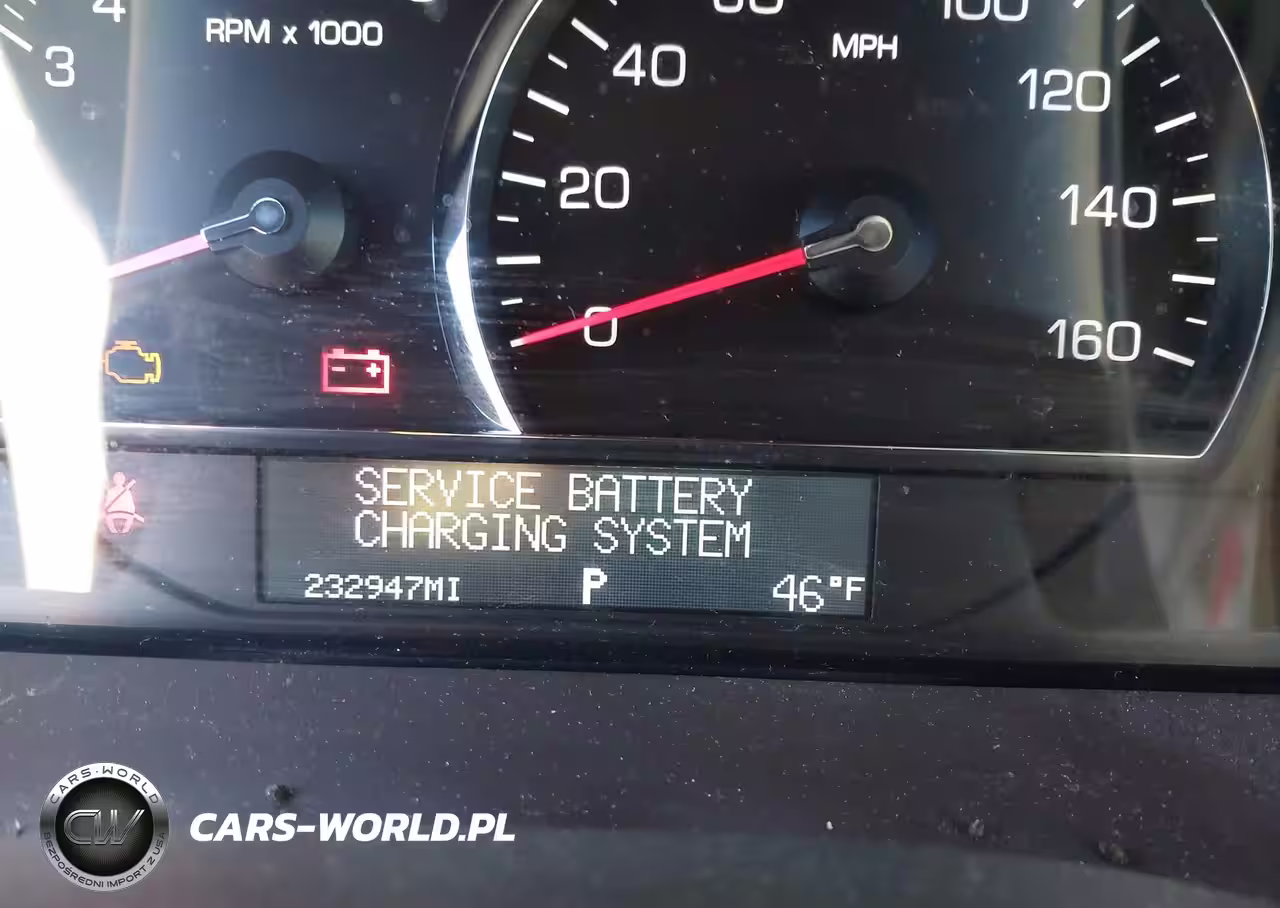 4
3
RPM x 1000
20
40
60
100
120
140
160
0
MPH
SERVICE BATTERY
CHARGING SYSTEM
232947MI P 46°F
CARS-WORLD
CW
BEZPOŚREDNI IMPORT Z USA
CARS-WORLD.PL